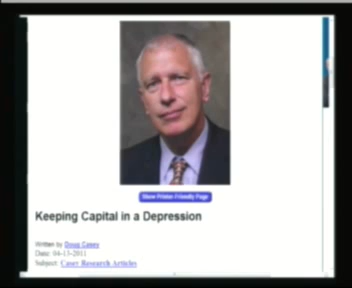 Show Printer-Friendly Page
Keeping Capital in a Depression
Written by Doug Casey
Date: 04-13-2011
Subject: Casey Research Articles